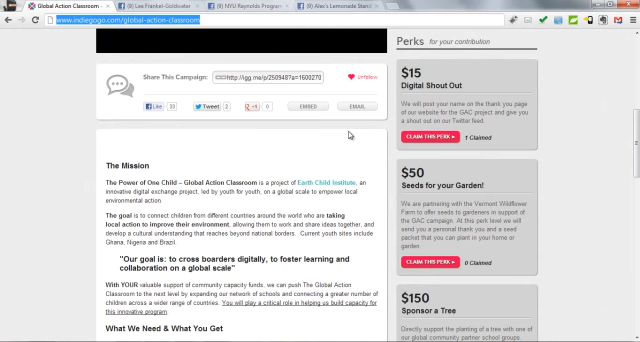 Global Action Classroom
Lee Frankel-Goldwater
NYU Reynolds Program
Alex's Lemonade Stand
www.indiegogo.com/global-action-classroom
Share This Campaign:
http://igg.me/p/250948?a=1600270
Unfollow
Like 33
Tweet 2
+1 0
EMBED
EMAIL
The Mission
The Power of One Child – Global Action Classroom is a project of Earth Child Institute, an
innovative digital exchange project, led by youth for youth, on a global scale to empower local
environmental action.
The goal is to connect children from different countries around the world who are taking
local action to improve their environment, allowing them to work and share ideas together, and
develop a cultural understanding that reaches beyond national borders. Current youth sites include
Ghana, Nigeria and Brazil.
"Our goal is: to cross boarders digitally, to foster learning and
collaboration on a global scale"
With YOUR valuable support of community capacity funds, we can push The Global Action
Classroom to the next level by expanding our network of schools and connecting a greater number of
children across a wider range of countries. You will play a critical role in helping us build capacity for
this innovative program
What We Need & What You Get
Perks for your contribution
$15
Digital Shout Out
We will post your name on the thank you page
of our website for the GAC project and give you
a shout out on our Twitter feed.
CLAIM THIS PERK
1 Claimed
$50
Seeds for your Garden!
We are partnering with the Vermont Wildflower
Farm to offer seeds to gardeners in support of
the GAC campaign. At this perk level we will
send you a personal thank you and a seed
packet that you can plant in your home or
garden.
CLAIM THIS PERK
0 Claimed
$150
Sponsor a Tree
Directly support the planting of a tree with one of
our global community partner school groups.